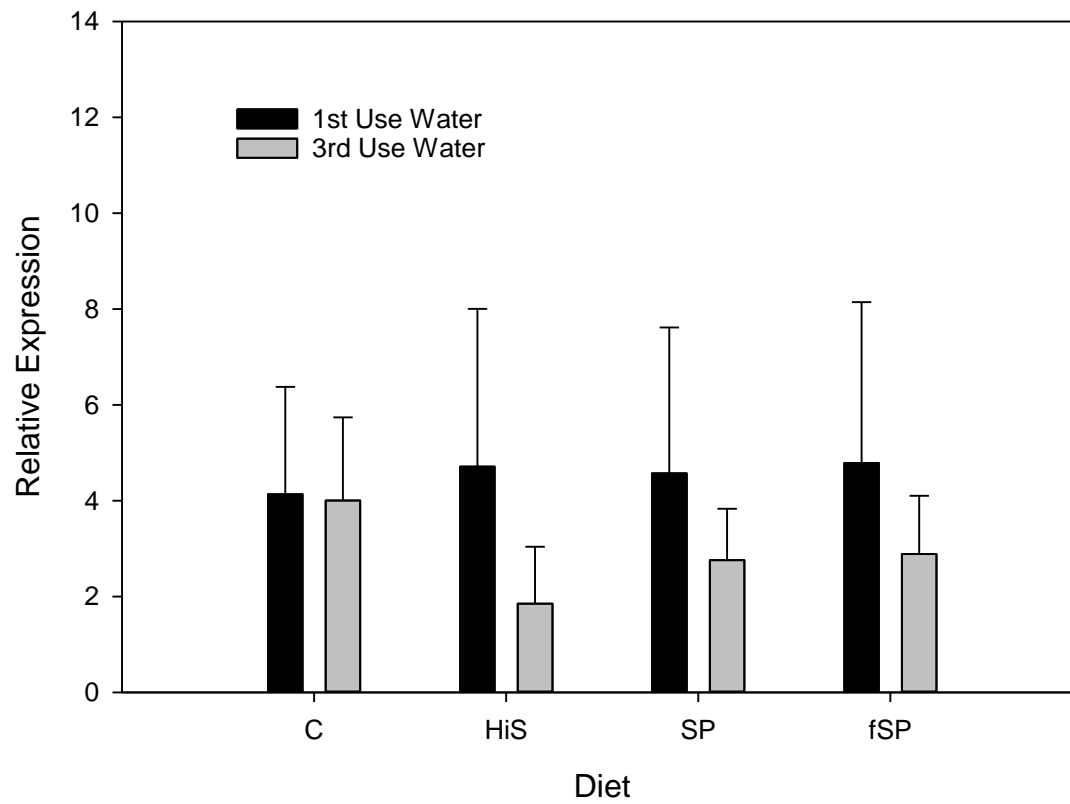 14
12
10
8
6
4
2
0
Relative Expression
1st Use Water
3rd Use Water
C HiS SP fSP
Diet